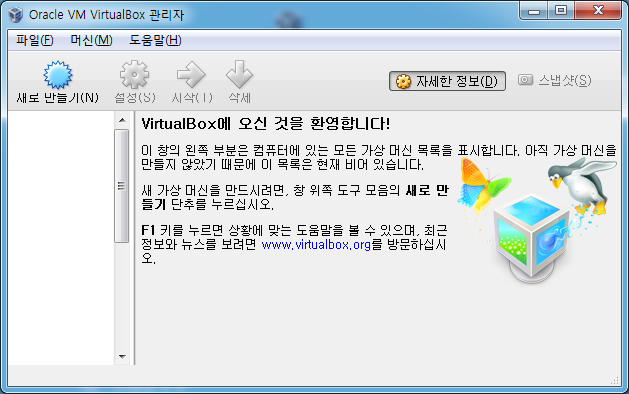 Oracle VM VirtualBox 관리자
파일(F) 머신(M) 도움말(H)
새로 만들기(N) 설정(S) 시작(T) 삭제 자세한 정보(D) 스냅샷(S)
VirtualBox에 오신 것을 환영합니다!
이 창의 왼쪽 부분은 컴퓨터에 있는 모든 가상 머신 목록을 표시합니다. 아직 가상 머신을
만들지 않았기 때문에 이 목록은 현재 비어 있습니다.
새 가상 머신을 만드시려면, 창 위쪽 도구 모음의 새로 만
들기 단추를 누르십시오.
F1 키를 누르면 상황에 맞는 도움말을 볼 수 있으며, 최근
정보와 뉴스를 보려면 www.virtualbox.org를 방문하십시
오.